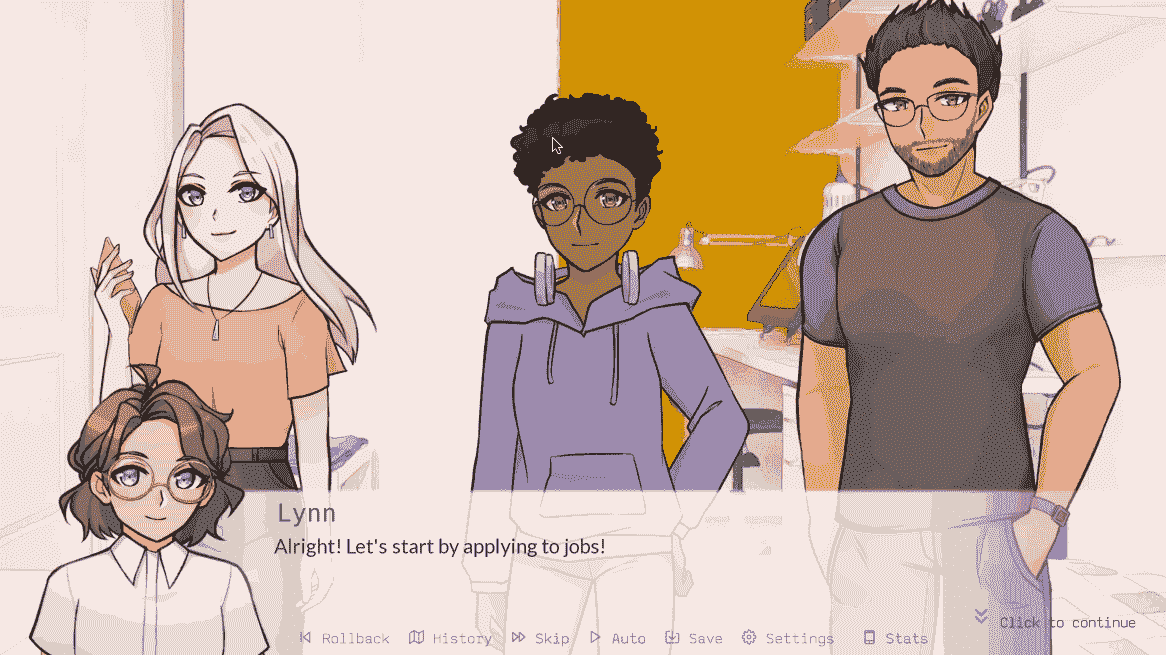 Lynn
Alright! Let's start by applying to jobs!
Click to continue
Rollback History Skip Auto Save Settings Stats